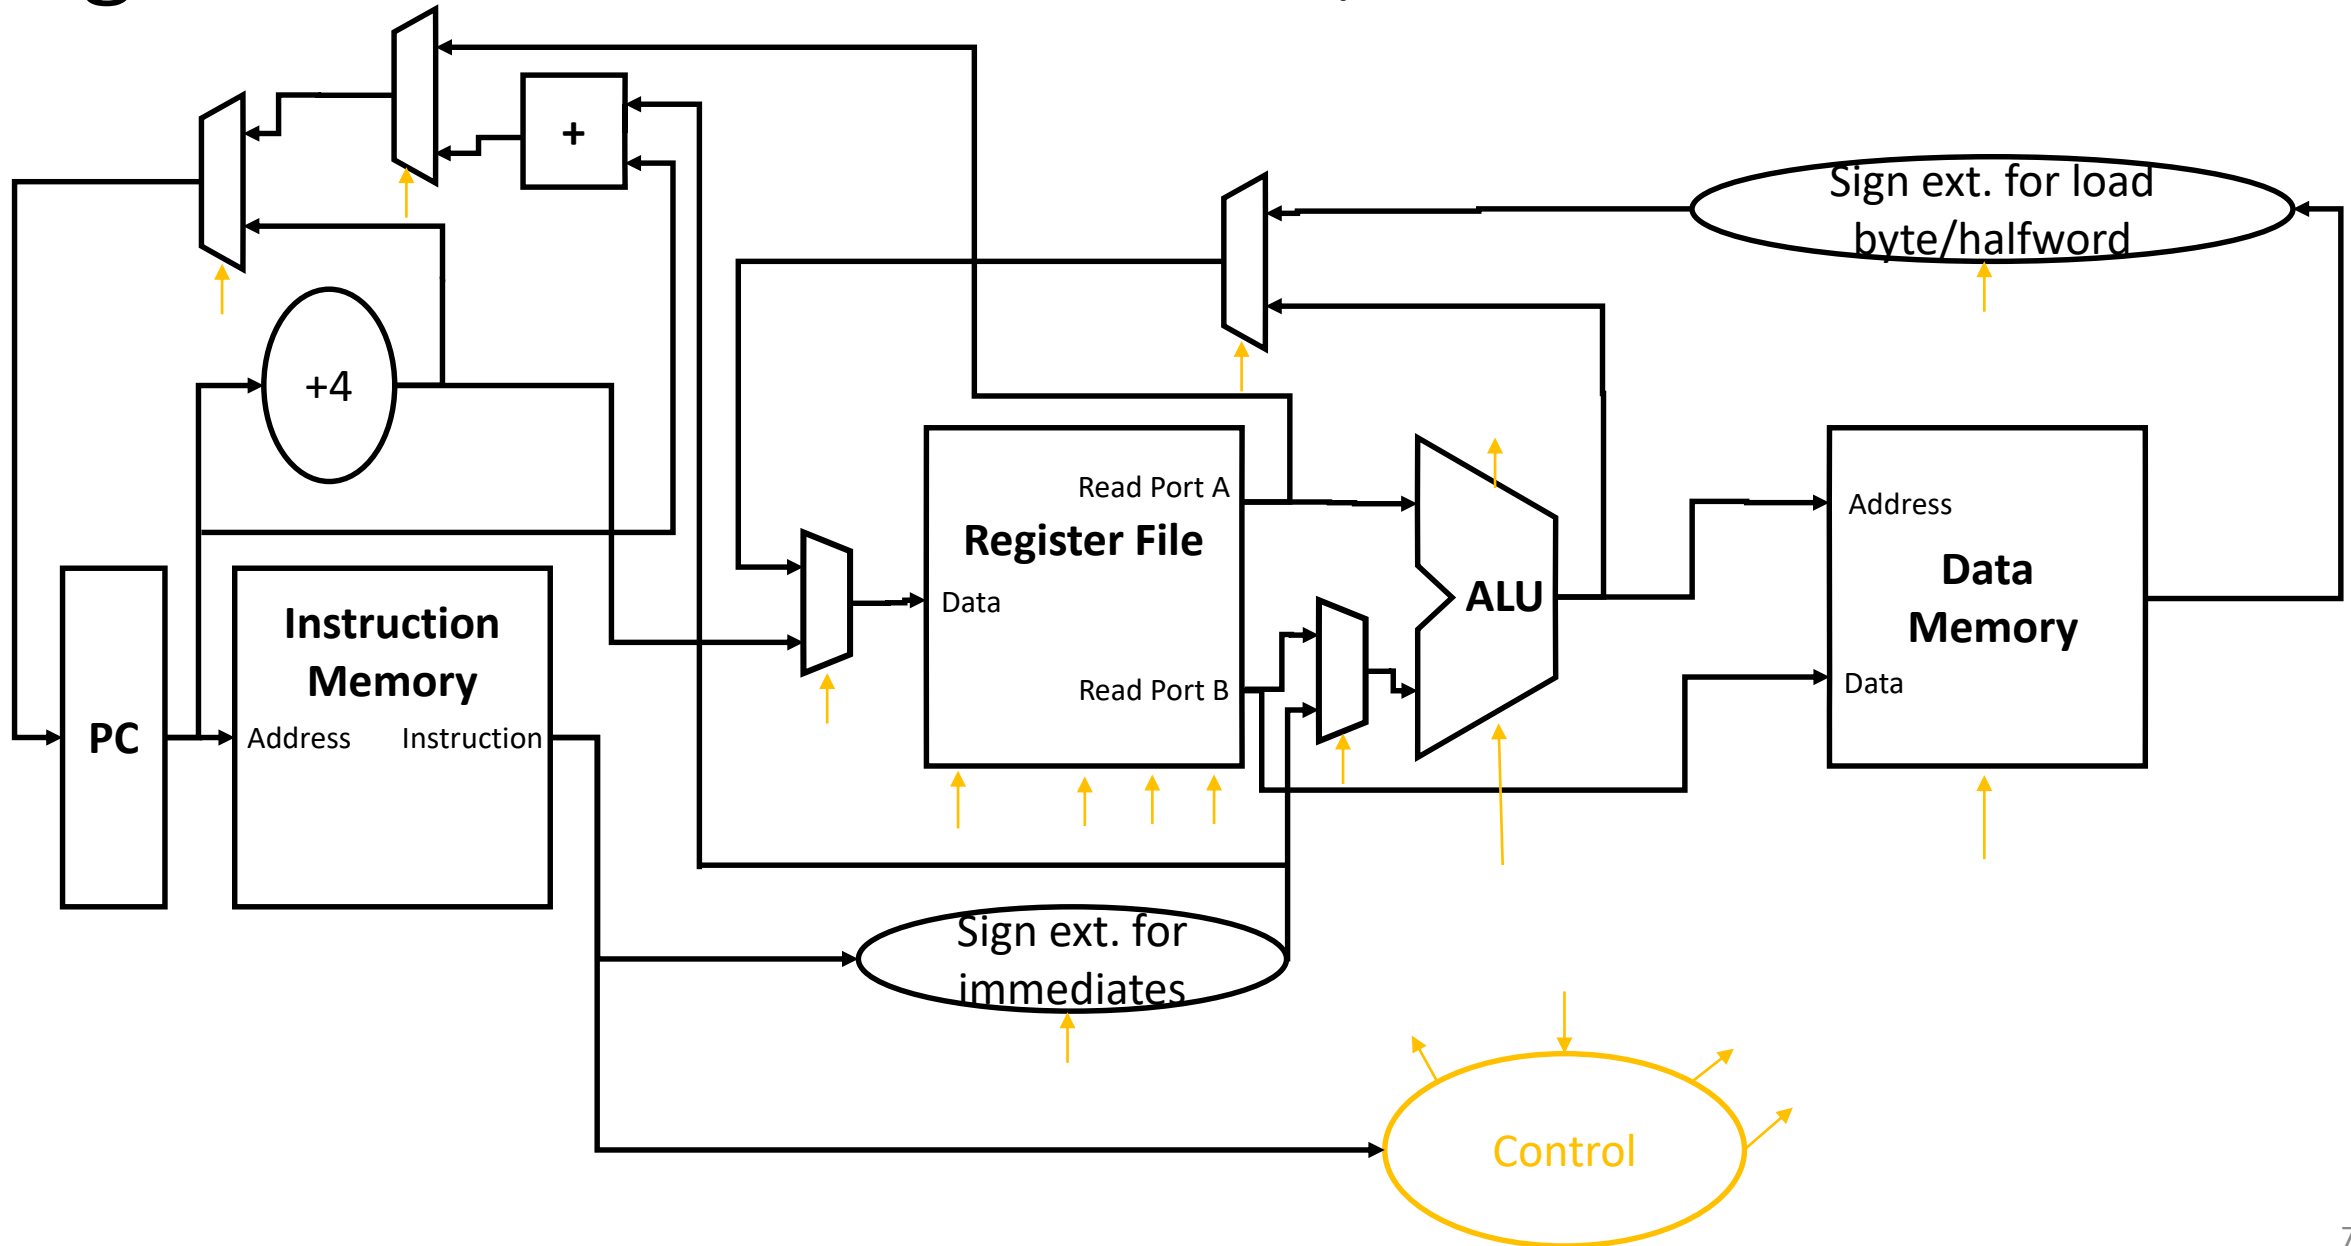 +
Sign ext. for load
byte/halfword
+4
Read Port A
Register File
Data
Read Port B
ALU
Address
Data
Memory
Data
Instruction
Memory
PC
Address
Instruction
Sign ext. for
immediates
Control